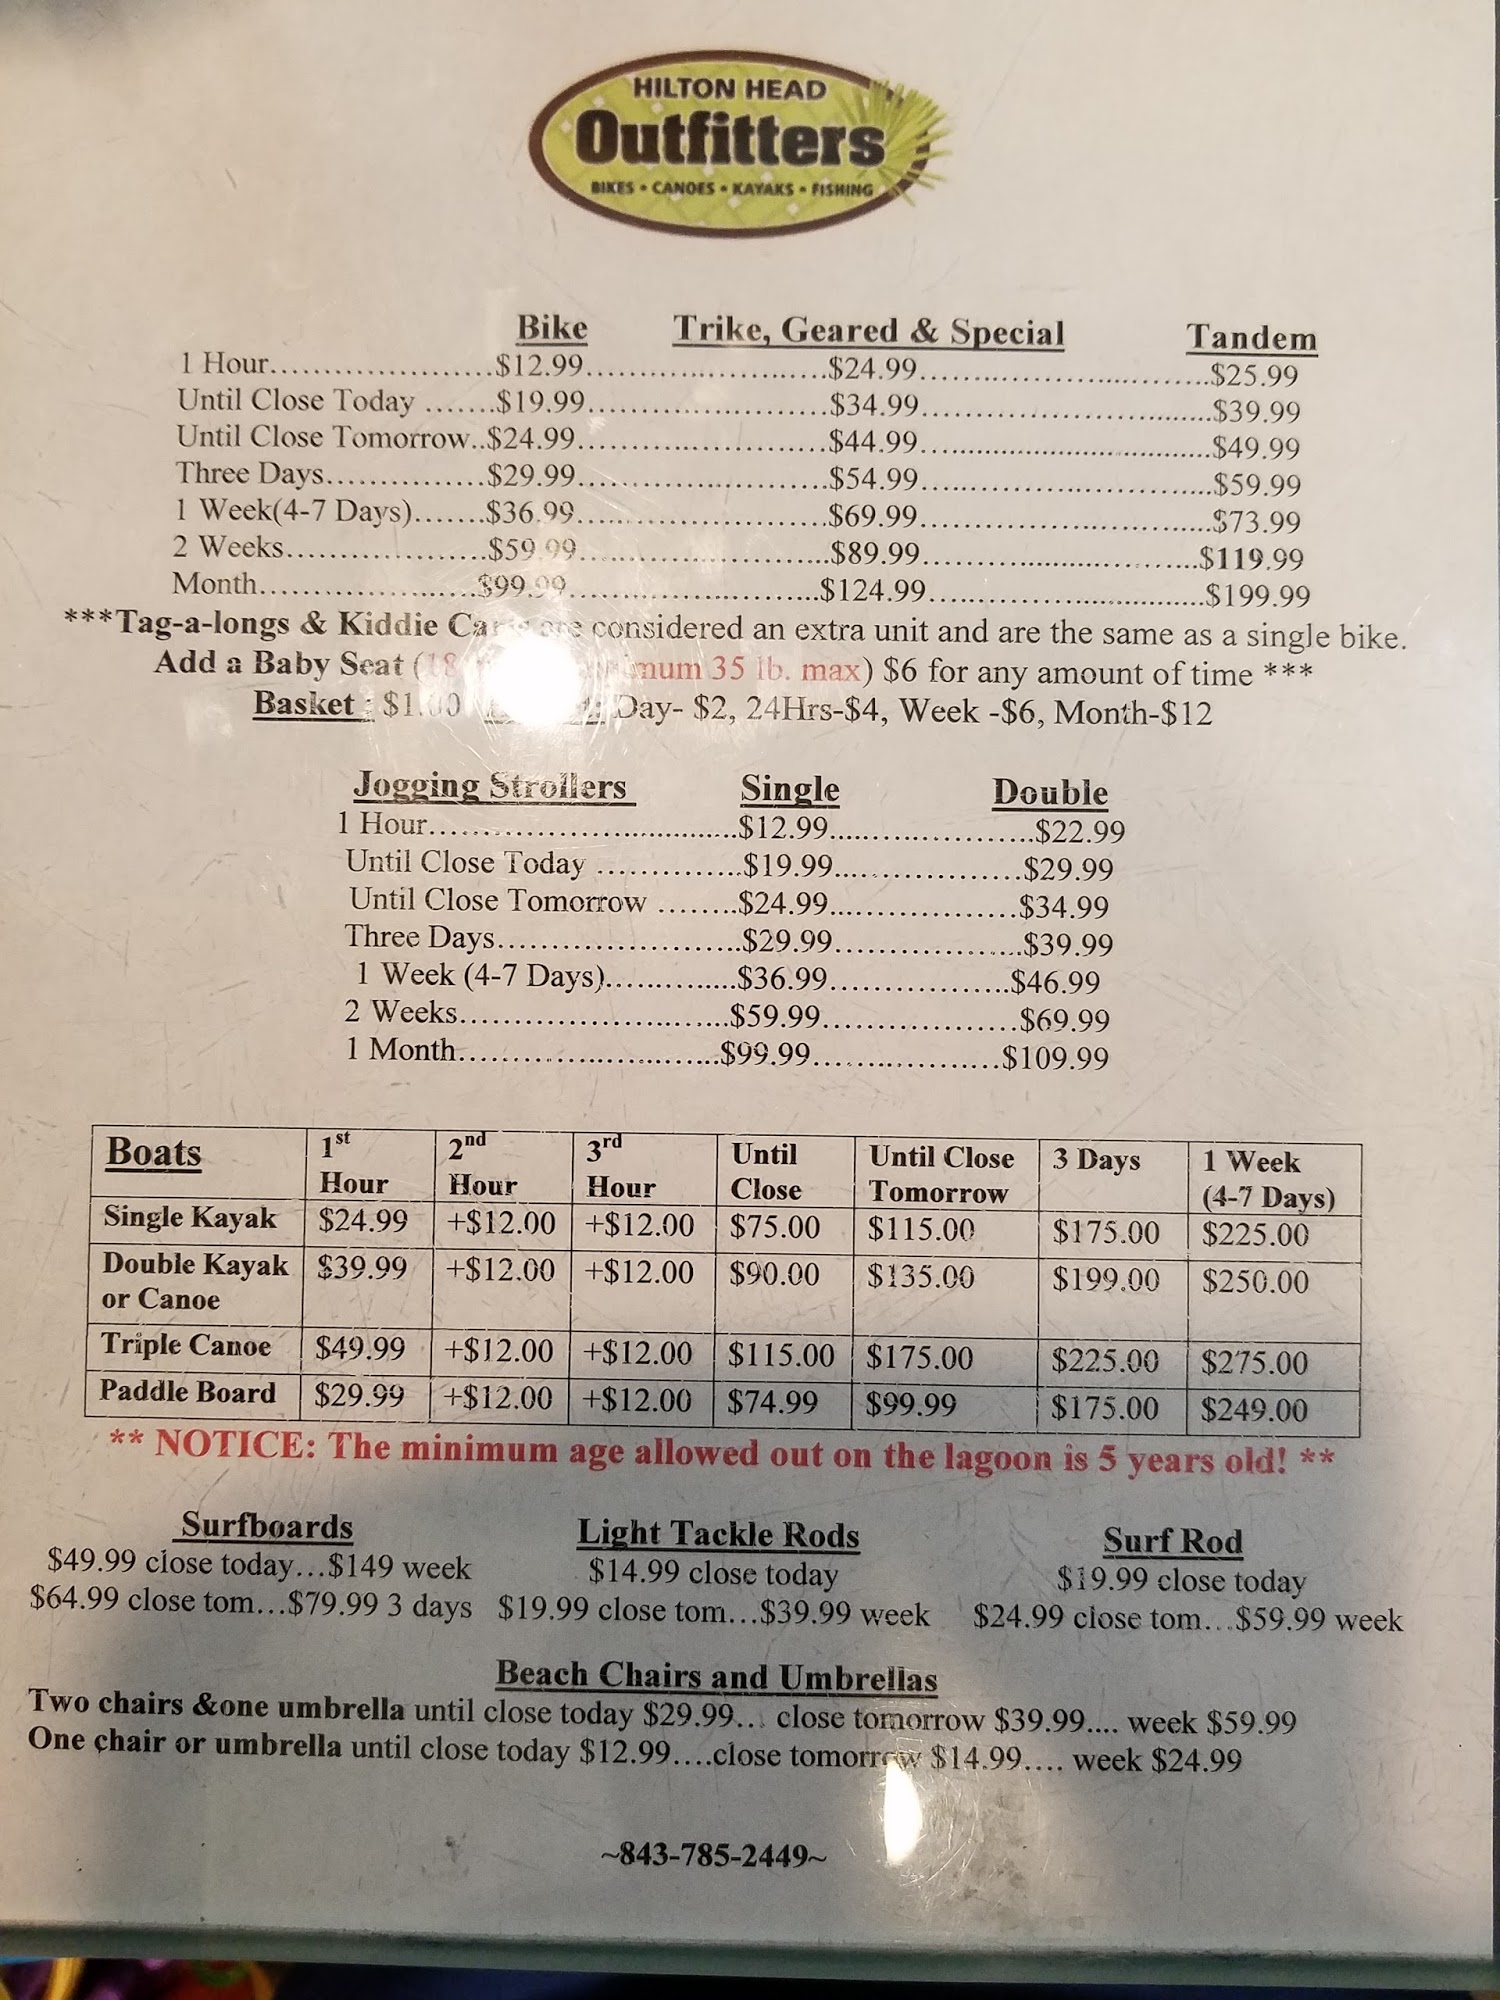 HILTON HEAD
Outfitters
BIKES • CANOES • KAYAKS • FISHING
Bike Trike, Geared & Special Tandem
1 Hour.....................$12.99..........................$24.99................................$25.99
Until Close Today .......$19.99..........................$34.99................................$39.99
Until Close Tomorrow..$24.99...........................$44.99................................$49.99
Three Days...............$29.99...........................$54.99................................$59.99
1 Week(4-7 Days).......$36.99...........................$69.99................................$73.99
2 Weeks...................$59.99...........................$89.99...............................$119.99
Month.....................$99.99...........................$124.99..............................$199.99
***Tag-a-longs & Kiddie Carts are considered an extra unit and are the same as a single bike.
Add a Baby Seat (18 35 lb. max) $6 for any amount of time ***
Basket : $1.00 Day- $2, 24Hrs-$4, Week -$6, Month-$12
Jogging Strollers Single Double
1 Hour...............................$12.99.......................$22.99
Until Close Today ..............$19.99.....................$29.99
Until Close Tomorrow ........$24.99.....................$34.99
Three Days........................$29.99.....................$39.99
1 Week (4-7 Days).............$36.99....................$46.99
2 Weeks...........................$59.99.....................$69.99
1 Month..........................$99.99.....................$109.99
Boats 1st Hour 2nd Hour 3rd Hour Until Close Until Close Tomorrow 3 Days 1 Week (4-7 Days)
Single Kayak $24.99 +$12.00 +$12.00 $75.00 $115.00 $175.00 $225.00
Double Kayak or Canoe $39.99 +$12.00 +$12.00 $90.00 $135.00 $199.00 $250.00
Triple Canoe $49.99 +$12.00 +$12.00 $115.00 $175.00 $225.00 $275.00
Paddle Board $29.99 +$12.00 +$12.00 $74.99 $99.99 $175.00 $249.00
** NOTICE: The minimum age allowed out on the lagoon is 5 years old! **
Surfboards
$49.99 close today...$149 week
$64.99 close tom...$79.99 3 days
Light Tackle Rods
$14.99 close today
$19.99 close tom...$39.99 week
Surf Rod
$19.99 close today
$24.99 close tom...$59.99 week
Beach Chairs and Umbrellas
Two chairs &one umbrella until close today $29.99... close tomorrow $39.99.... week $59.99
One chair or umbrella until close today $12.99....close tomorrow $14.99.... week $24.99
~843-785-2449~